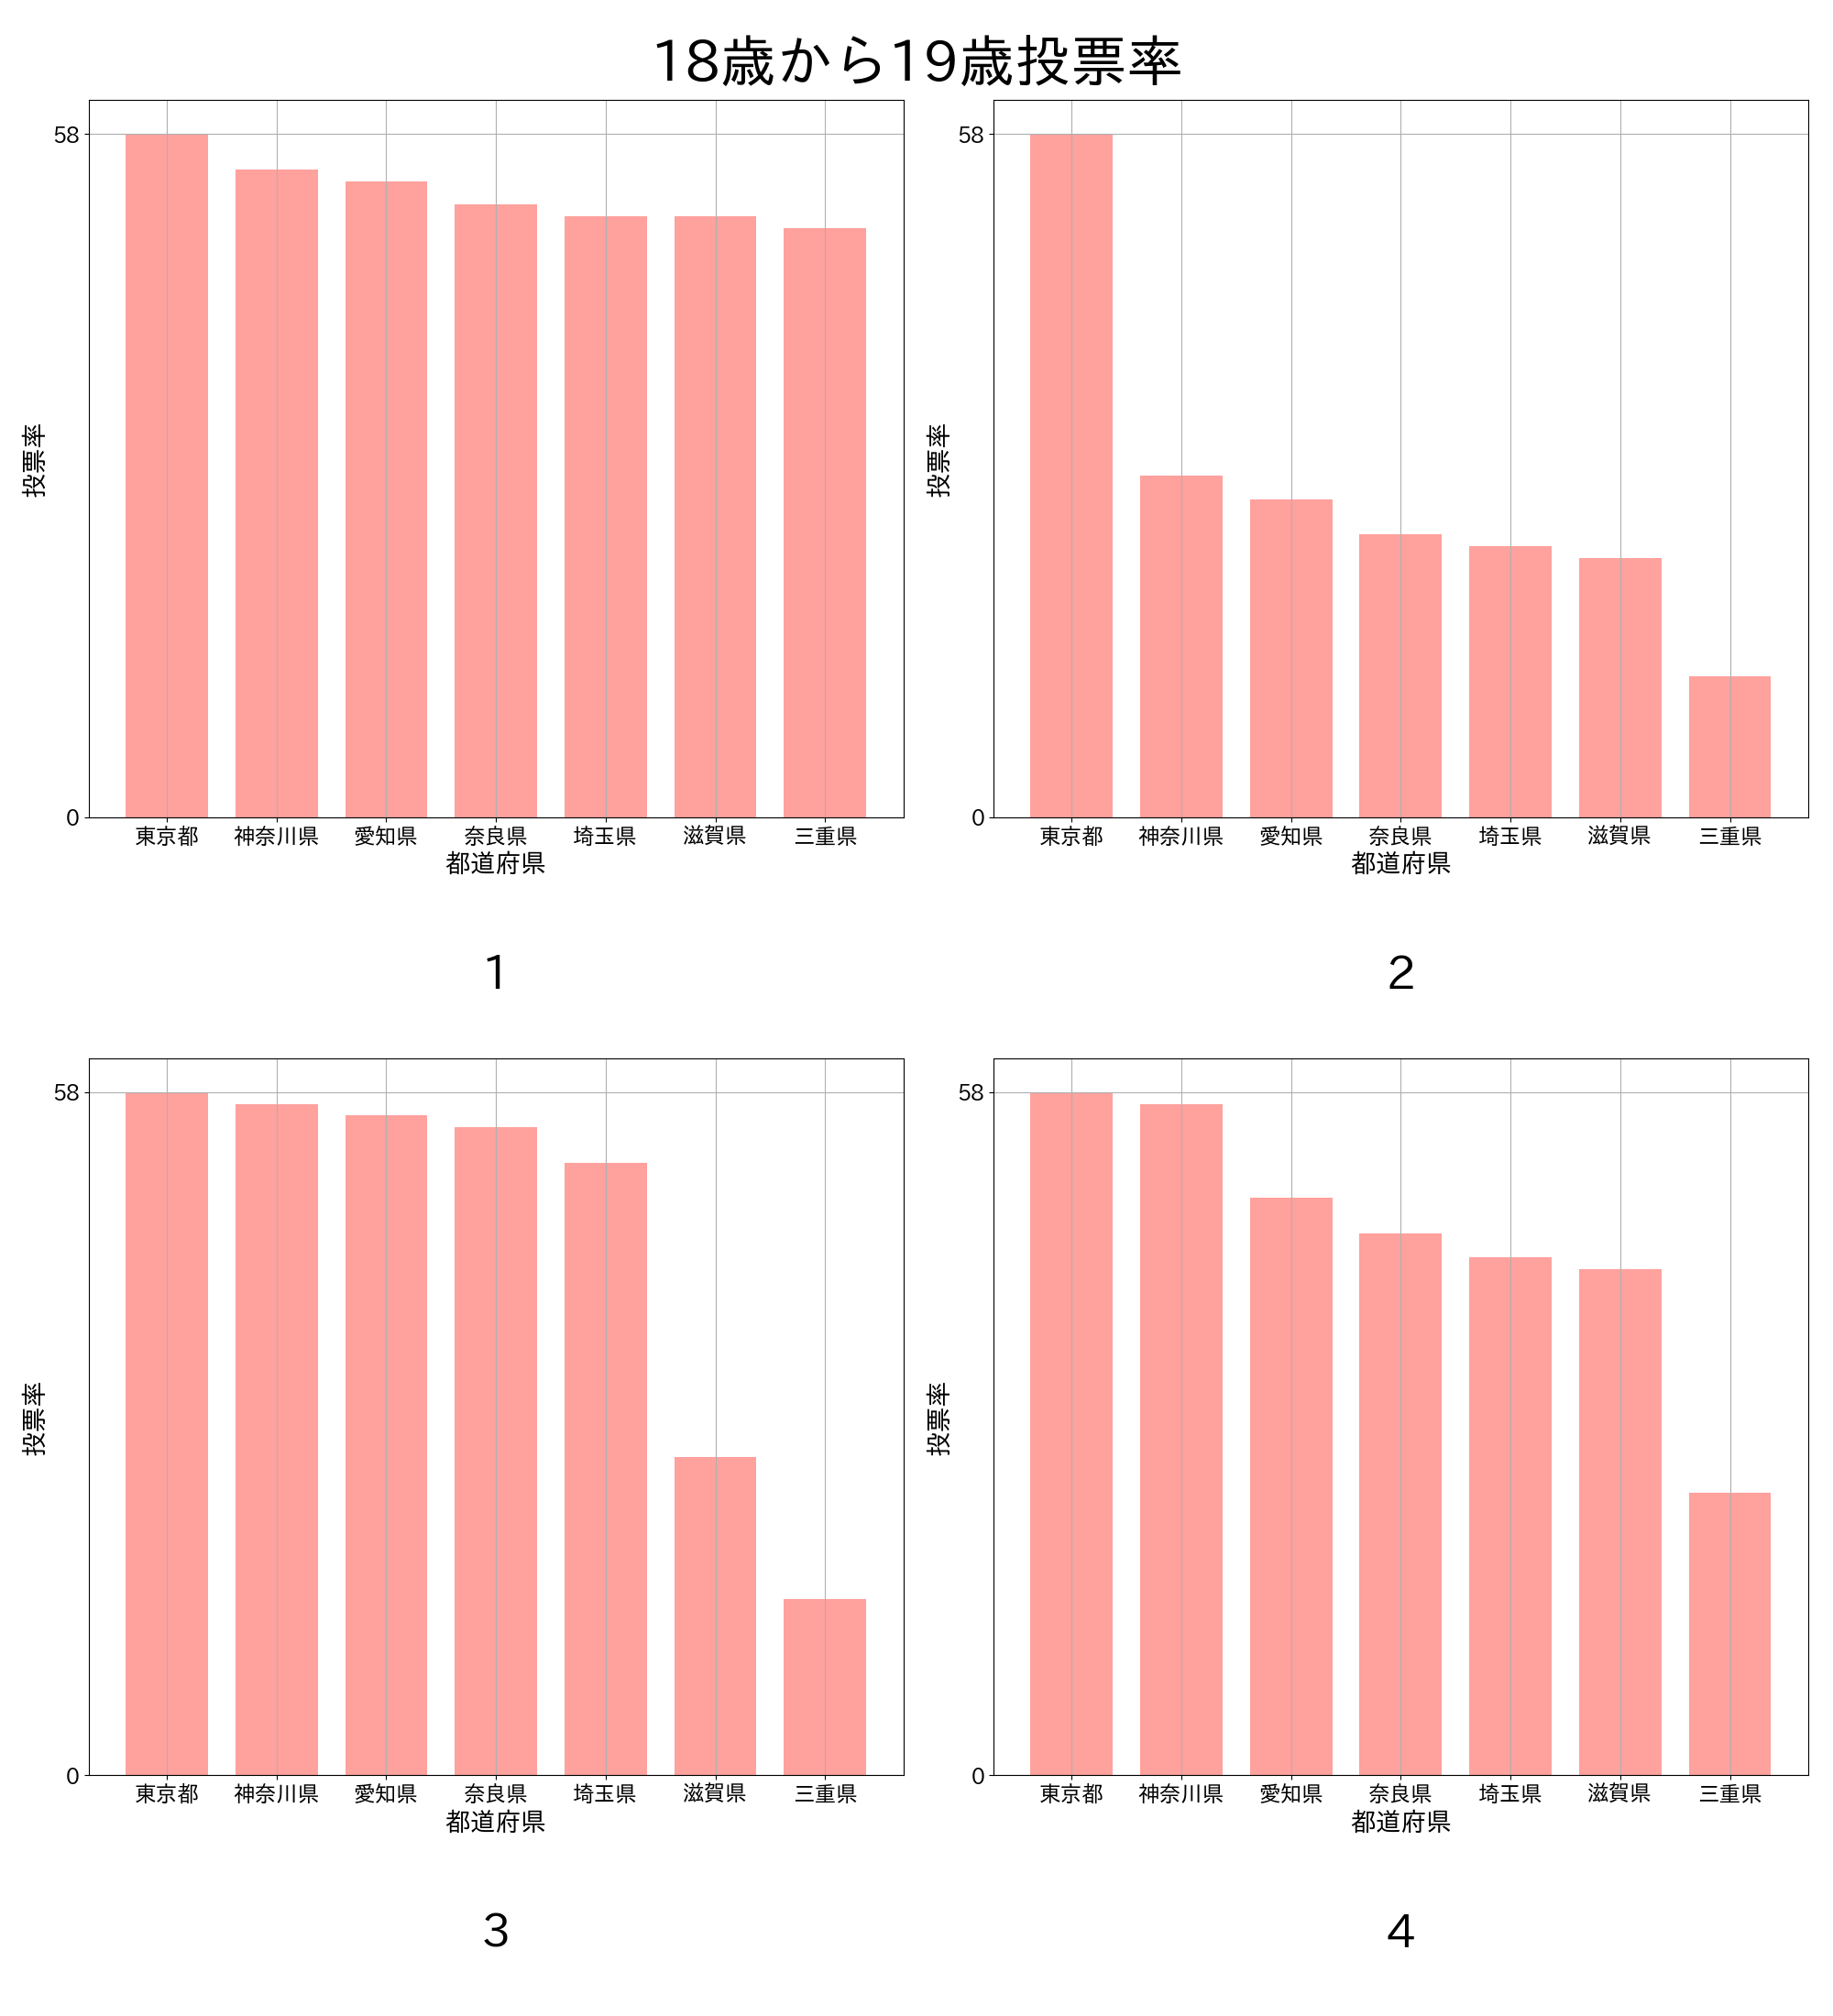 18歳から19歳投票率
58
0
投票率
東京都 神奈川県 愛知県 奈良県 埼玉県 滋賀県 三重県
都道府県
1
58
0
投票率
東京都 神奈川県 愛知県 奈良県 埼玉県 滋賀県 三重県
都道府県
2
58
0
投票率
東京都 神奈川県 愛知県 奈良県 埼玉県 滋賀県 三重県
都道府県
3
58
0
投票率
東京都 神奈川県 愛知県 奈良県 埼玉県 滋賀県 三重県
都道府県
4